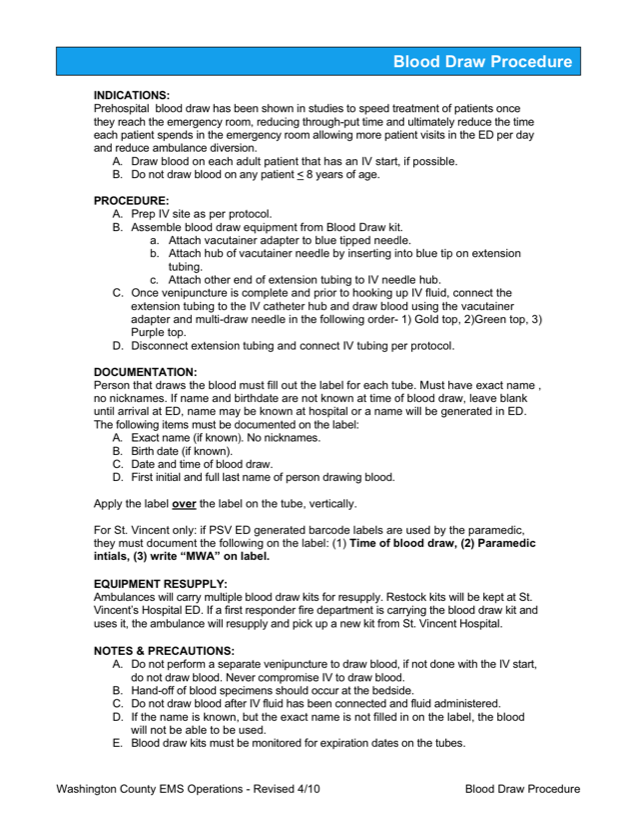 Blood Draw Procedure
INDICATIONS:
Prehospital blood draw has been shown in studies to speed treatment of patients once
they reach the emergency room, reducing through-put time and ultimately reduce the time
each patient spends in the emergency room allowing more patient visits in the ED per day
and reduce ambulance diversion.
A. Draw blood on each adult patient that has an IV start, if possible.
B. Do not draw blood on any patient ≤ 8 years of age.
PROCEDURE:
A. Prep IV site as per protocol.
B. Assemble blood draw equipment from Blood Draw kit.
a. Attach vacutainer adapter to blue tipped needle.
b. Attach hub of vacutainer needle by inserting into blue tip on extension
tubing.
c. Attach other end of extension tubing to IV needle hub.
C. Once venipuncture is complete and prior to hooking up IV fluid, connect the
extension tubing to the IV catheter hub and draw blood using the vacutainer
adapter and multi-draw needle in the following order- 1) Gold top, 2)Green top, 3)
Purple top.
D. Disconnect extension tubing and connect IV tubing per protocol.
DOCUMENTATION:
Person that draws the blood must fill out the label for each tube. Must have exact name ,
no nicknames. If name and birthdate are not known at time of blood draw, leave blank
until arrival at ED, name may be known at hospital or a name will be generated in ED.
The following items must be documented on the label:
A. Exact name (if known). No nicknames.
B. Birth date (if known).
C. Date and time of blood draw.
D. First initial and full last name of person drawing blood.
Apply the label over the label on the tube, vertically.
For St. Vincent only: if PSV ED generated barcode labels are used by the paramedic,
they must document the following on the label: (1) Time of blood draw, (2) Paramedic
intials, (3) write “MWA” on label.
EQUIPMENT RESUPPLY:
Ambulances will carry multiple blood draw kits for resupply. Restock kits will be kept at St.
Vincent’s Hospital ED. If a first responder fire department is carrying the blood draw kit and
uses it, the ambulance will resupply and pick up a new kit from St. Vincent Hospital.
NOTES & PRECAUTIONS:
A. Do not perform a separate venipuncture to draw blood, if not done with the IV start,
do not draw blood. Never compromise IV to draw blood.
B. Hand-off of blood specimens should occur at the bedside.
C. Do not draw blood after IV fluid has been connected and fluid administered.
D. If the name is known, but the exact name is not filled in on the label, the blood
will not be able to be used.
E. Blood draw kits must be monitored for expiration dates on the tubes.
Washington County EMS Operations - Revised 4/10 Blood Draw Procedure